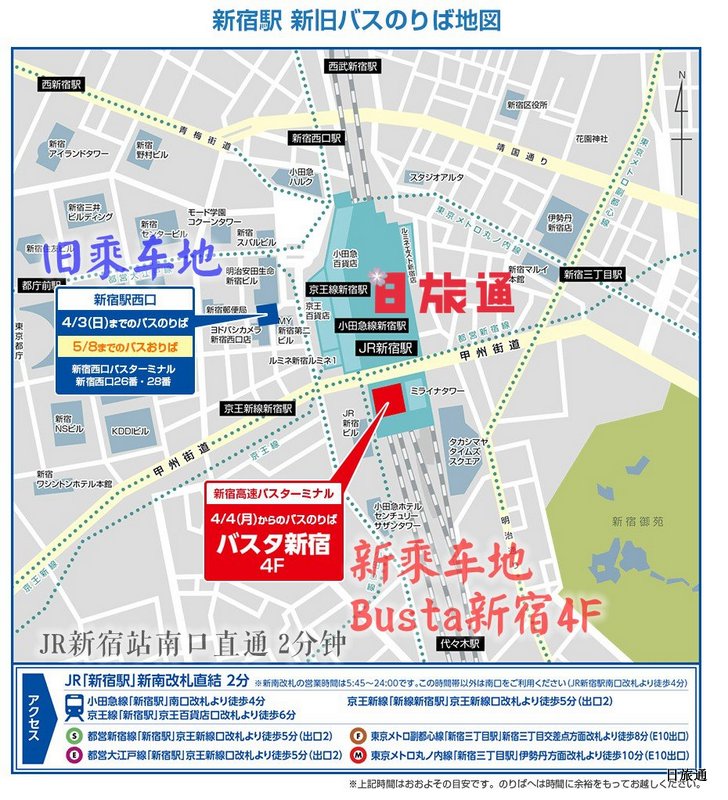 新宿駅 新旧バスのりば地図
西武新宿駅
西新宿駅
N
新宿区役所
青梅街道
新宿西口駅
花園神社
新宿
アイランドタワー
新宿
野村ビル
靖国通り
小田急
ハルク
スタジオアルタ
東京メトロ副都心線
新宿三井
ビルディング
モード学園
コクーンタワー
新宿
センタービル
新宿
スバルビル
東京メトロ丸ノ内線
伊勢丹
新宿店
旧乘车地
小田急
百貨店
ルミネエスト新宿店
都営大江戸線
明治安田生命
新宿ビル
新宿マルイ
本館
新宿三丁目駅
都庁前駅
京王線新宿駅
日旅通
新宿駅西口
4/3(日)までのバスのりば
5/8までのバスおりば
新宿西口バスターミナル
新宿西口26番・28番
新宿郵便局
京王
百貨店
ヨドバシカメラ
新宿西口店
MY
新宿第二
ビル
小田急線新宿駅
都営新宿線
東京都庁
JR新宿駅
甲州街道
ルミネ新宿ルミネ1
ミライナタワー
京王新線新宿駅
JR
新宿
ビル
新宿
NSビル
KDDIビル
タカシマヤ
タイムズ
スクエア
甲州街道
京王線
新宿
ワシントンホテル本館
新宿高速バスターミナル
4/4(月)からのバスのりば
バスタ新宿
4F
小田急ホテル
センチュリー
サザンタワー
明治通り
新宿御苑
新乘车地
京王新線
Busta新宿4F
JR新宿站南口直通 2分钟
代々木駅
アクセス
JR「新宿駅」新南改札直結 2分 ※新南改札の営業時間は5:45〜24:00です。この時間帯以外は南口をご利用ください(JR新宿駅南口改札より徒歩4分)
小田急線「新宿駅」南口改札より徒歩4分
京王新線「新線新宿駅」京王新線口改札より徒歩5分(出口2)
京王線「新宿駅」京王百貨店口改札より徒歩6分
S 都営新宿線「新宿駅」京王新線口改札より徒歩5分(出口2)
F 東京メトロ副都心線「新宿三丁目駅」新宿三丁目交差点方面改札より徒歩8分(E10出口)
E 都営大江戸線「新宿駅」京王新線口改札より徒歩5分(出口2)
M 東京メトロ丸ノ内線「新宿三丁目駅」伊勢丹方面改札より徒歩10分(E10出口)
日旅通
※上記時間はおおよその目安です。のりばへは時間に余裕をもってお越しください。